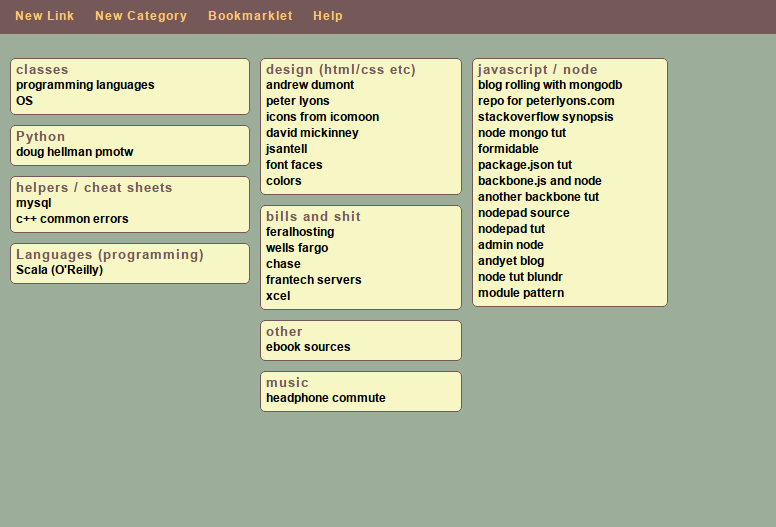 New Link New Category Bookmarklet Help
classes
programming languages
OS
Python
doug hellman pmotw
helpers / cheat sheets
mysql
c++ common errors
Languages (programming)
Scala (O'Reilly)
design (html/css etc)
andrew dumont
peter lyons
icons from icomoon
david mickinney
jsantell
font faces
colors
bills and shit
feralhosting
wells fargo
chase
frantech servers
xcel
other
ebook sources
music
headphone commute
javascript / node
blog rolling with mongodb
repo for peterlyons.com
stackoverflow synopsis
node mongo tut
formidable
package.json tut
backbone.js and node
another backbone tut
nodepad source
nodepad tut
admin node
andyet blog
node tut blundr
module pattern